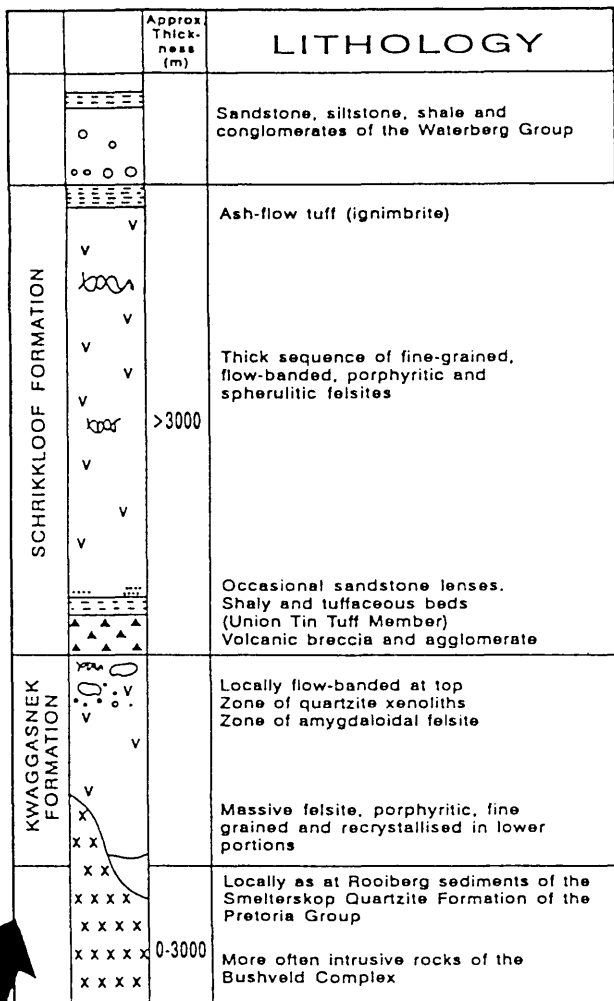 Approx.
Thick-
ness
(m)
LITHOLOGY
Sandstone, siltstone, shale and
conglomerates of the Waterberg Group
SCHRIKKLOOF FORMATION
>3000
Ash-flow tuff (ignimbrite)
Thick sequence of fine-grained,
flow-banded, porphyritic and
spherulitic felsites
Occasional sandstone lenses.
Shaly and tuffaceous beds
(Union Tin Tuff Member)
Volcanic breccia and agglomerate
KWAGGASNEK
FORMATION
Locally flow-banded at top
Zone of quartzite xenoliths
Zone of amygdaloidal felsite
Massive felsite, porphyritic, fine
grained and recrystallised in lower
portions
0-3000
Locally as at Rooiberg sediments of the
Smelterskop Quartzite Formation of the
Pretoria Group
More often intrusive rocks of the
Bushveld Complex